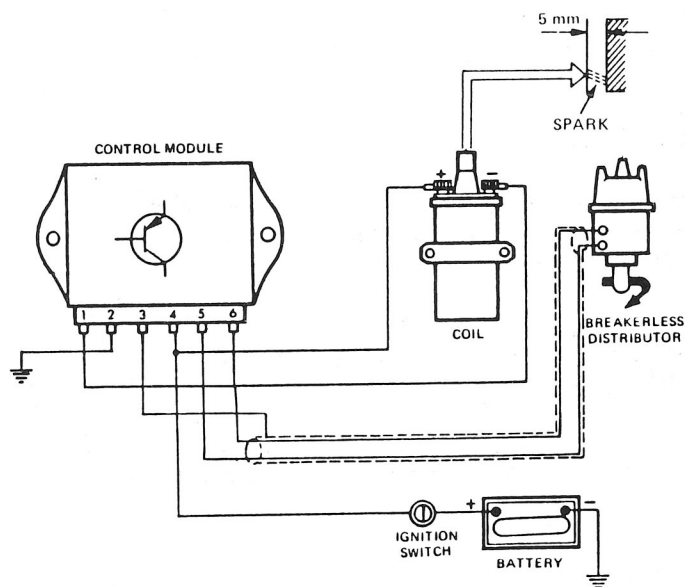 5 mm
SPARK
CONTROL MODULE
+ −
1 2 3 4 5 6
COIL
BREAKERLESS
DISTRIBUTOR
+ −
IGNITION
SWITCH
BATTERY